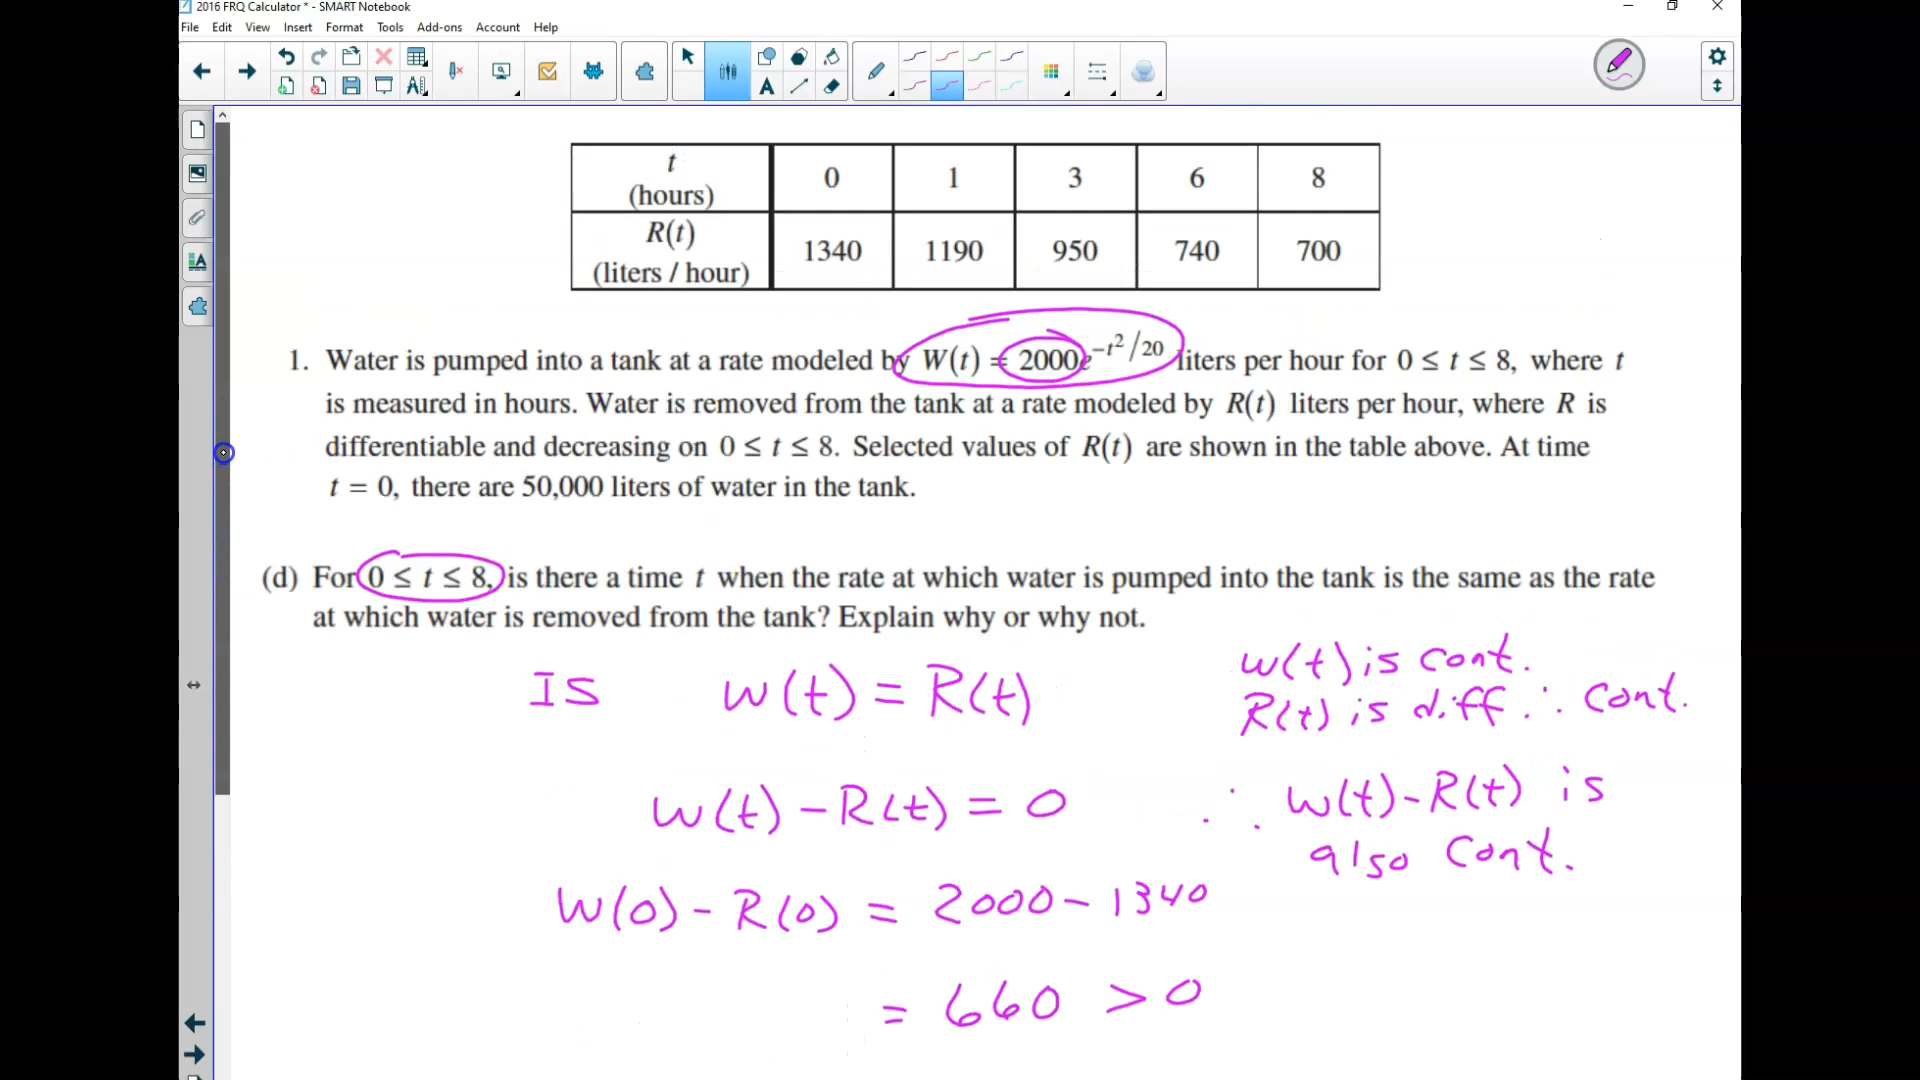 2016 FRQ Calculator * - SMART Notebook
File Edit View Insert Format Tools Add-ons Account Help
t (hours) 0 1 3 6 8
R(t) (liters / hour) 1340 1190 950 740 700
1. Water is pumped into a tank at a rate modeled by W(t) = 2000e^{-t^2/20} liters per hour for 0 ≤ t ≤ 8, where t
is measured in hours. Water is removed from the tank at a rate modeled by R(t) liters per hour, where R is
differentiable and decreasing on 0 ≤ t ≤ 8. Selected values of R(t) are shown in the table above. At time
t = 0, there are 50,000 liters of water in the tank.
(d) For 0 ≤ t ≤ 8, is there a time t when the rate at which water is pumped into the tank is the same as the rate
at which water is removed from the tank? Explain why or why not.
IS W(t) = R(t)
W(t) is cont.
R(t) is diff ∴ cont.
W(t) - R(t) = 0
∴ W(t) - R(t) is
also cont.
W(0) - R(0) = 2000 - 1340
= 660 > 0